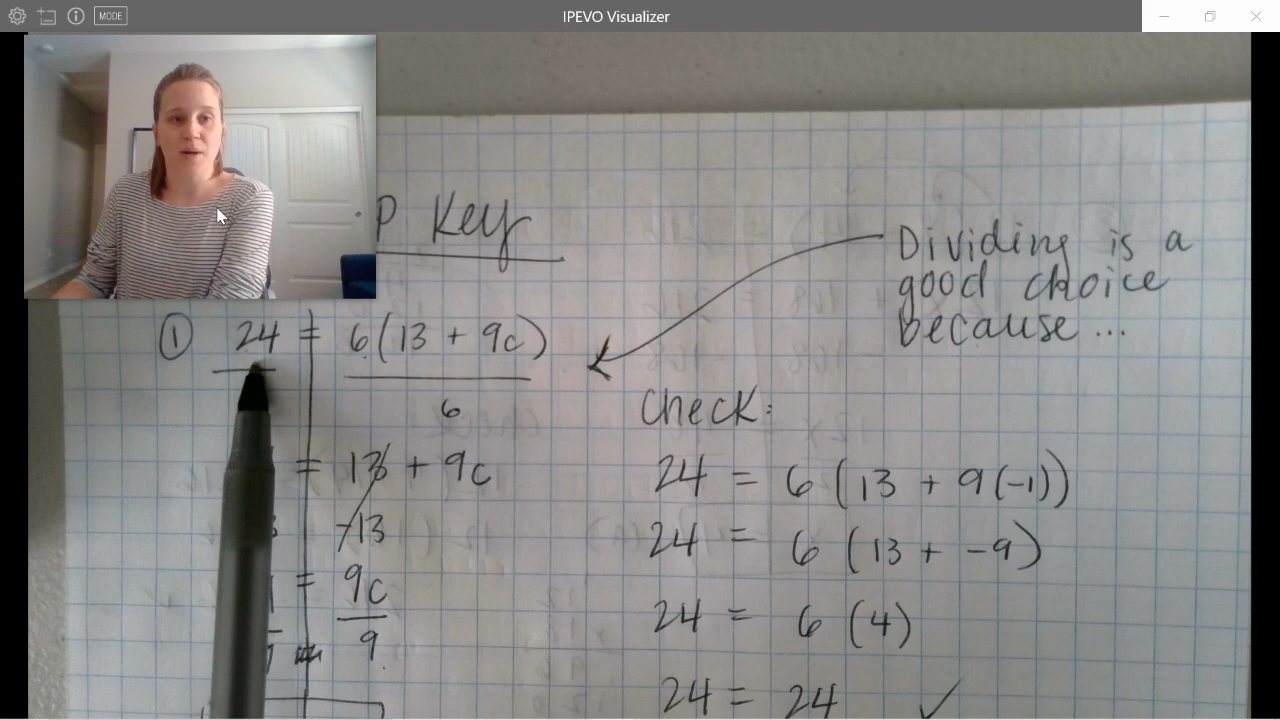 MODE
IPEVO Visualizer
P Key
Dividing is a
good choice
because ...
① 24 = 6(13 + 9c)
6
= 13 + 9c
-13
= 9c
9
Check:
24 = 6 (13 + 9(-1))
24 = 6 (13 + -9)
24 = 6 (4)
24 = 24 ✓